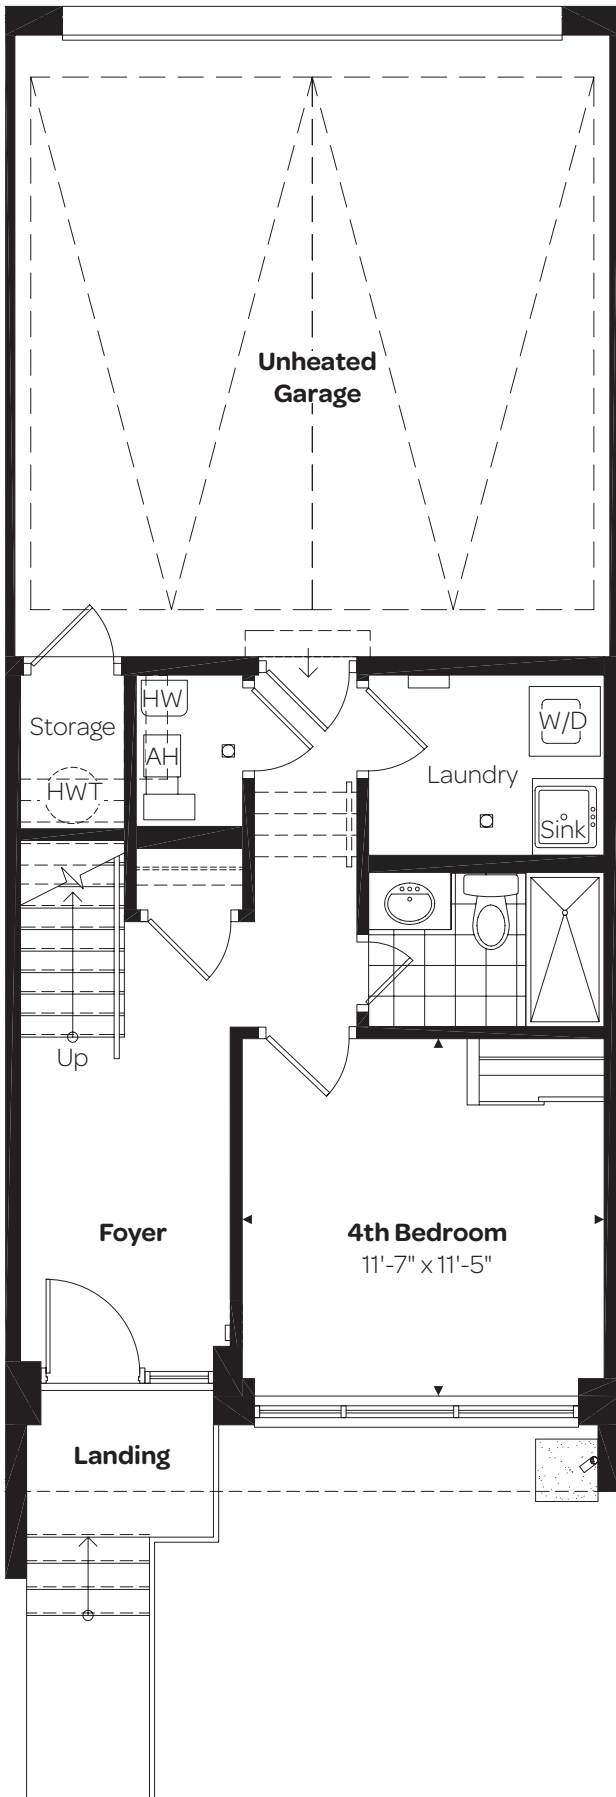 Unheated
Garage
Storage
HW
AH
HWT
W/D
Laundry
Sink
Up
Foyer
4th Bedroom
11'-7" x 11'-5"
Landing